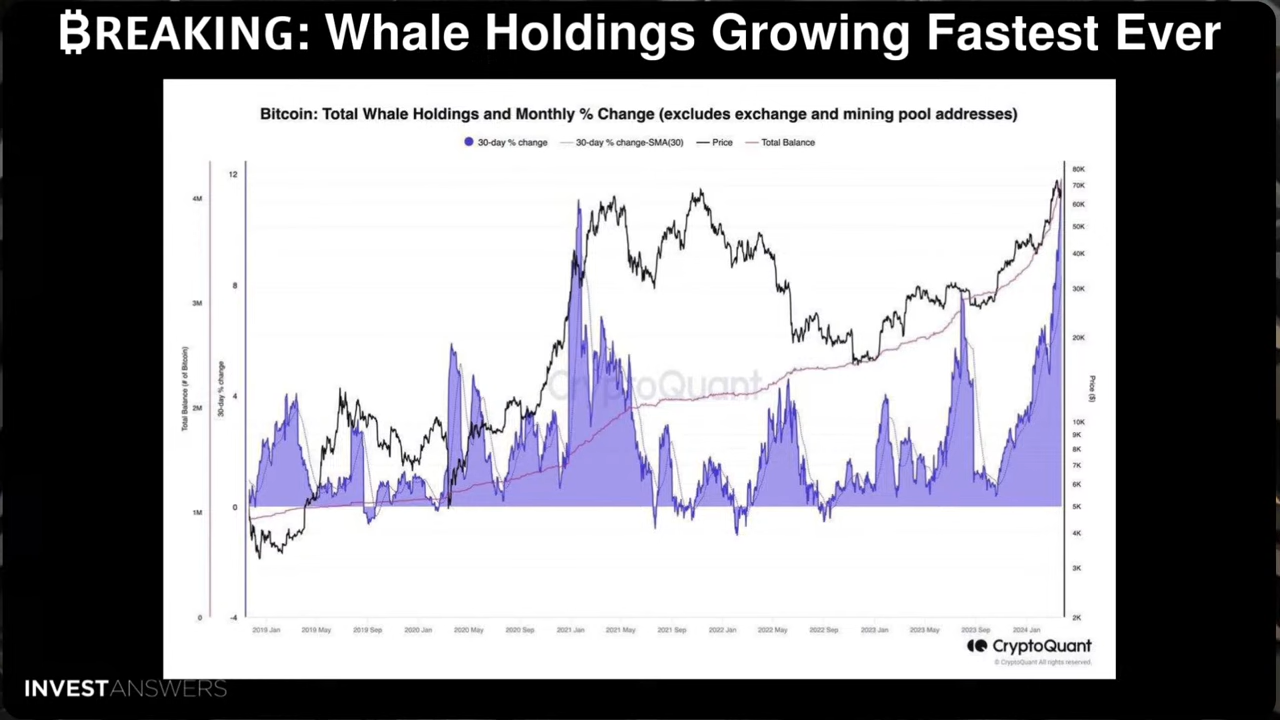 ₿REAKING: Whale Holdings Growing Fastest Ever
Bitcoin: Total Whale Holdings and Monthly % Change (excludes exchange and mining pool addresses)
30-day % change 30-day % change-SMA(30) Price Total Balance
4M
3M
2M
1M
0
Total Balance (# of Bitcoin)
12
8
4
0
-4
30-day % change
CryptoQuant
80K
70K
60K
50K
40K
30K
20K
10K
9K
8K
7K
6K
5K
4K
3K
2K
Price ($)
2019 Jan 2019 May 2019 Sep 2020 Jan 2020 May 2020 Sep 2021 Jan 2021 May 2021 Sep 2022 Jan 2022 May 2022 Sep 2023 Jan 2023 May 2023 Sep 2024 Jan
CryptoQuant
© CryptoQuant All rights reserved.
INVESTANSWERS